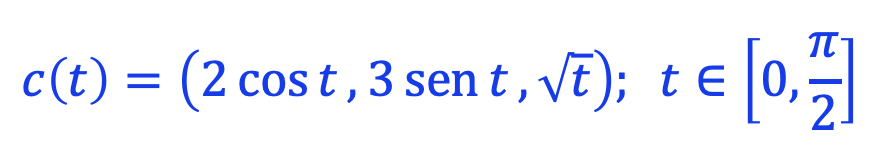 c(t) = (2 cos t , 3 sen t , √t); t ∈ [0, π/2]